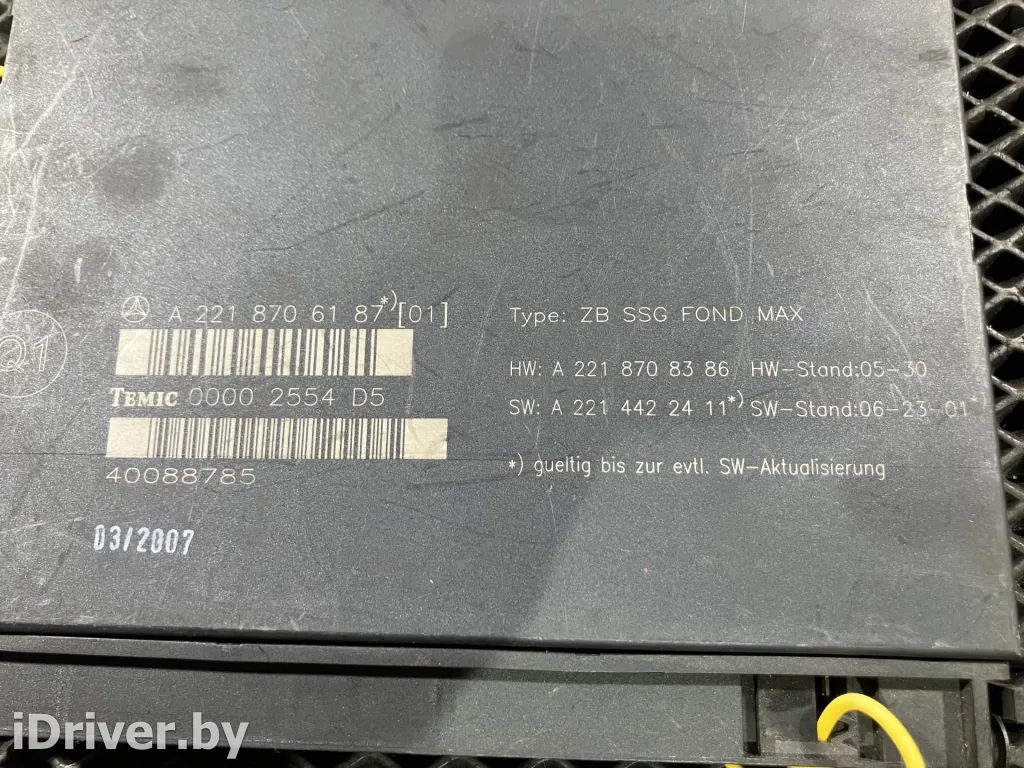 A 221 870 61 87*)[01]
TEMIC 0000 2554 D5
40088785
03/2007
Q1
Type: ZB SSG FOND MAX
HW: A 221 870 83 86 HW-Stand:05-30
SW: A 221 442 24 11*) SW-Stand:06-23-01
*) gueltig bis zur evtl. SW-Aktualisierung
iDriver.by